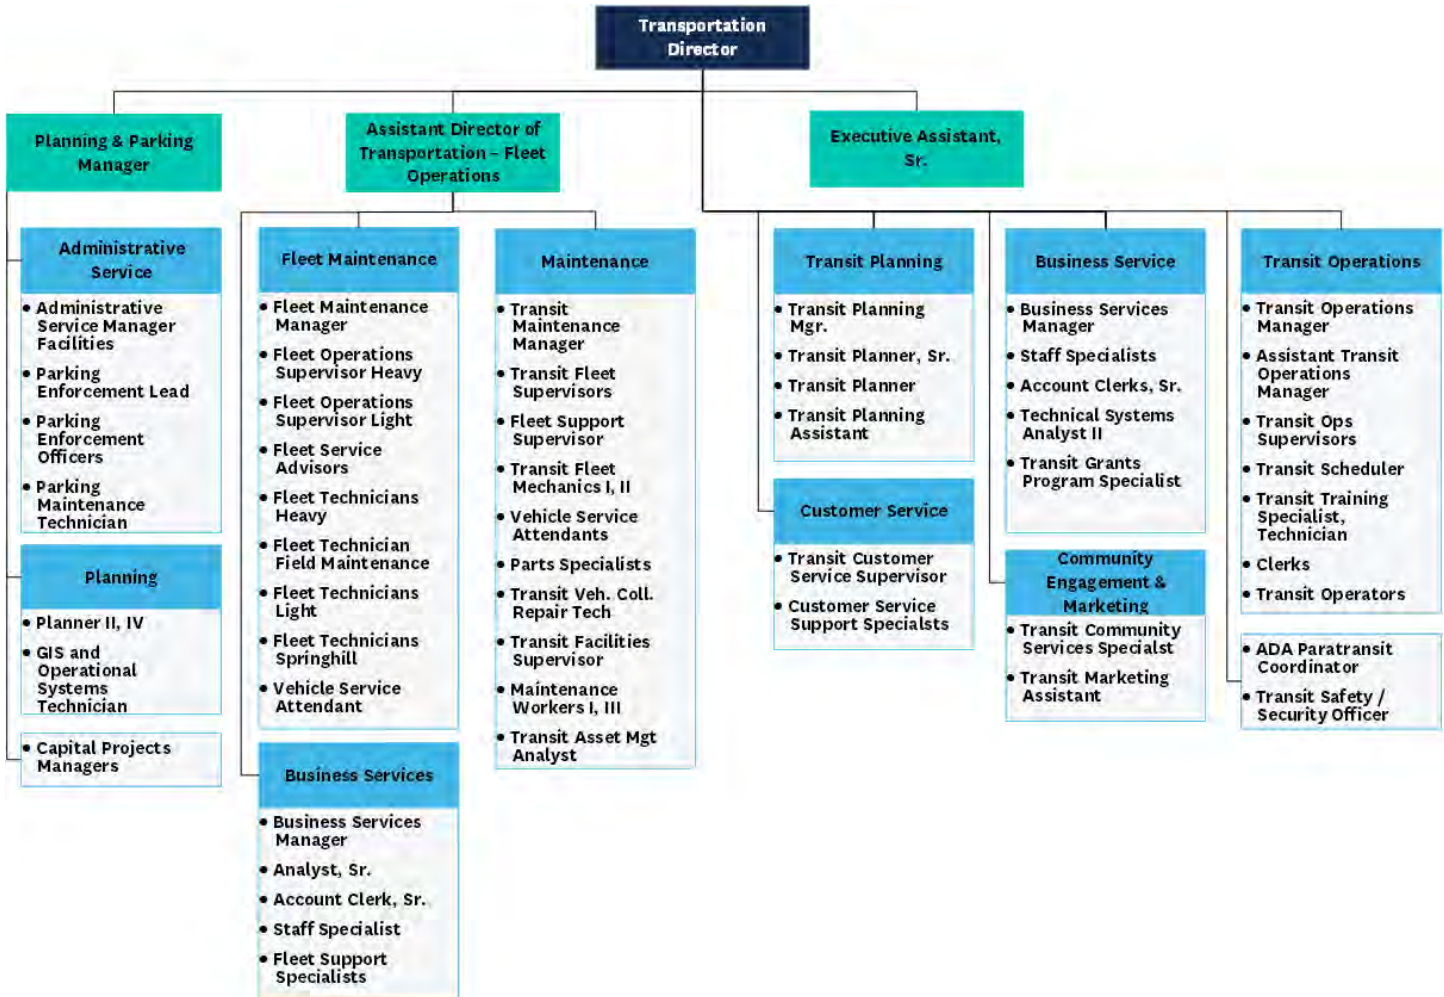 Transportation
Director
Planning & Parking
Manager
Assistant Director of
Transportation – Fleet
Operations
Executive Assistant,
Sr.
Administrative
Service
• Administrative
Service Manager
Facilities
• Parking
Enforcement Lead
• Parking
Enforcement
Officers
• Parking
Maintenance
Technician
Planning
• Planner II, IV
• GIS and
Operational
Systems
Technician
• Capital Projects
Managers
Fleet Maintenance
• Fleet Maintenance
Manager
• Fleet Operations
Supervisor Heavy
• Fleet Operations
Supervisor Light
• Fleet Service
Advisors
• Fleet Technicians
Heavy
• Fleet Technician
Field Maintenance
• Fleet Technicians
Light
• Fleet Technicians
Springhill
• Vehicle Service
Attendant
Business Services
• Business Services
Manager
• Analyst, Sr.
• Account Clerk, Sr.
• Staff Specialist
• Fleet Support
Specialists
Maintenance
• Transit
Maintenance
Manager
• Transit Fleet
Supervisors
• Fleet Support
Supervisor
• Transit Fleet
Mechanics I, II
• Vehicle Service
Attendants
• Parts Specialists
• Transit Veh. Coll.
Repair Tech
• Transit Facilities
Supervisor
• Maintenance
Workers I, III
• Transit Asset Mgt
Analyst
Transit Planning
• Transit Planning
Mgr.
• Transit Planner, Sr.
• Transit Planner
• Transit Planning
Assistant
Customer Service
• Transit Customer
Service Supervisor
• Customer Service
Support Specialsts
Business Service
• Business Services
Manager
• Staff Specialists
• Account Clerks, Sr.
• Technical Systems
Analyst II
• Transit Grants
Program Specialist
Community
Engagement &
Marketing
• Transit Community
Services Specialst
• Transit Marketing
Assistant
Transit Operations
• Transit Operations
Manager
• Assistant Transit
Operations
Manager
• Transit Ops
Supervisors
• Transit Scheduler
• Transit Training
Specialist,
Technician
• Clerks
• Transit Operators
• ADA Paratransit
Coordinator
• Transit Safety /
Security Officer